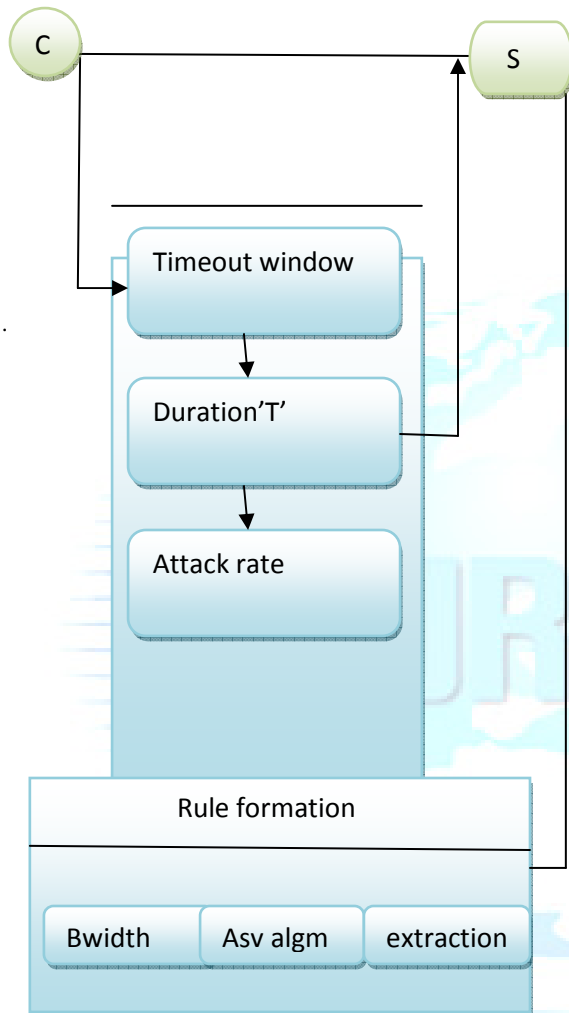 C
S
Timeout window
Duration’T’
Attack rate
Rule formation
Bwidth
Asv algm
extraction